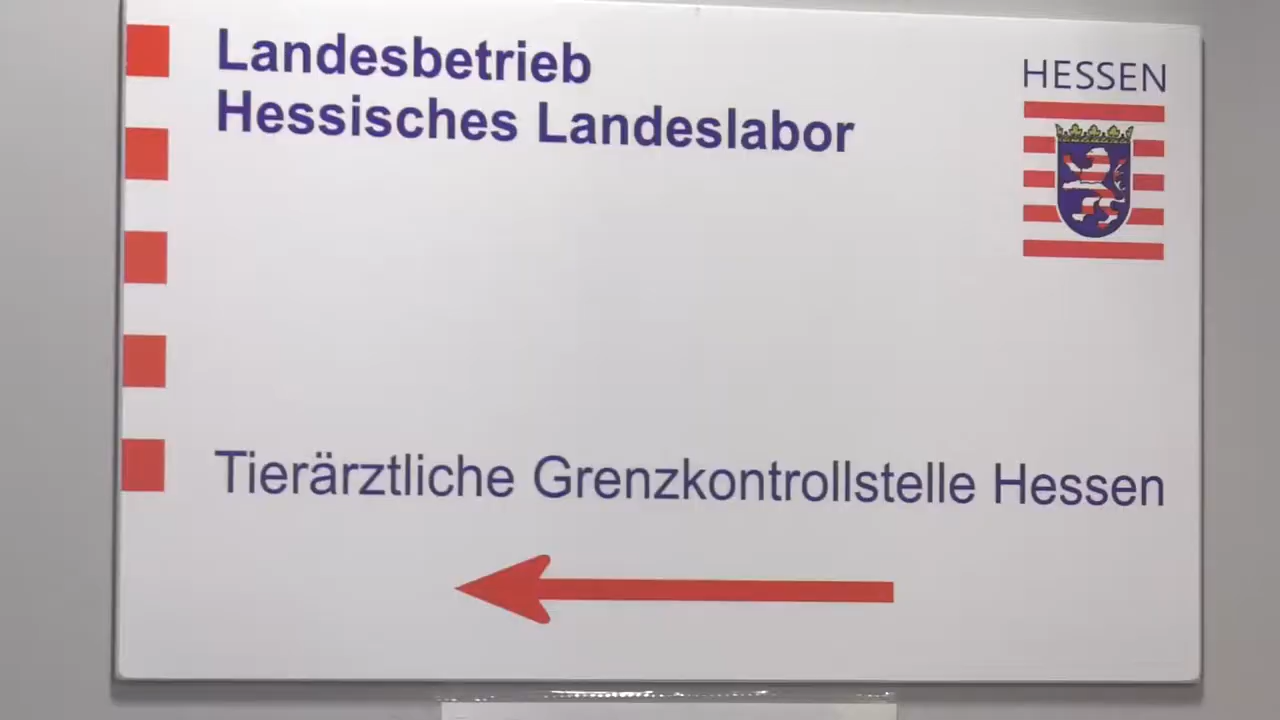 Landesbetrieb
Hessisches Landeslabor
HESSEN
Tierärztliche Grenzkontrollstelle Hessen